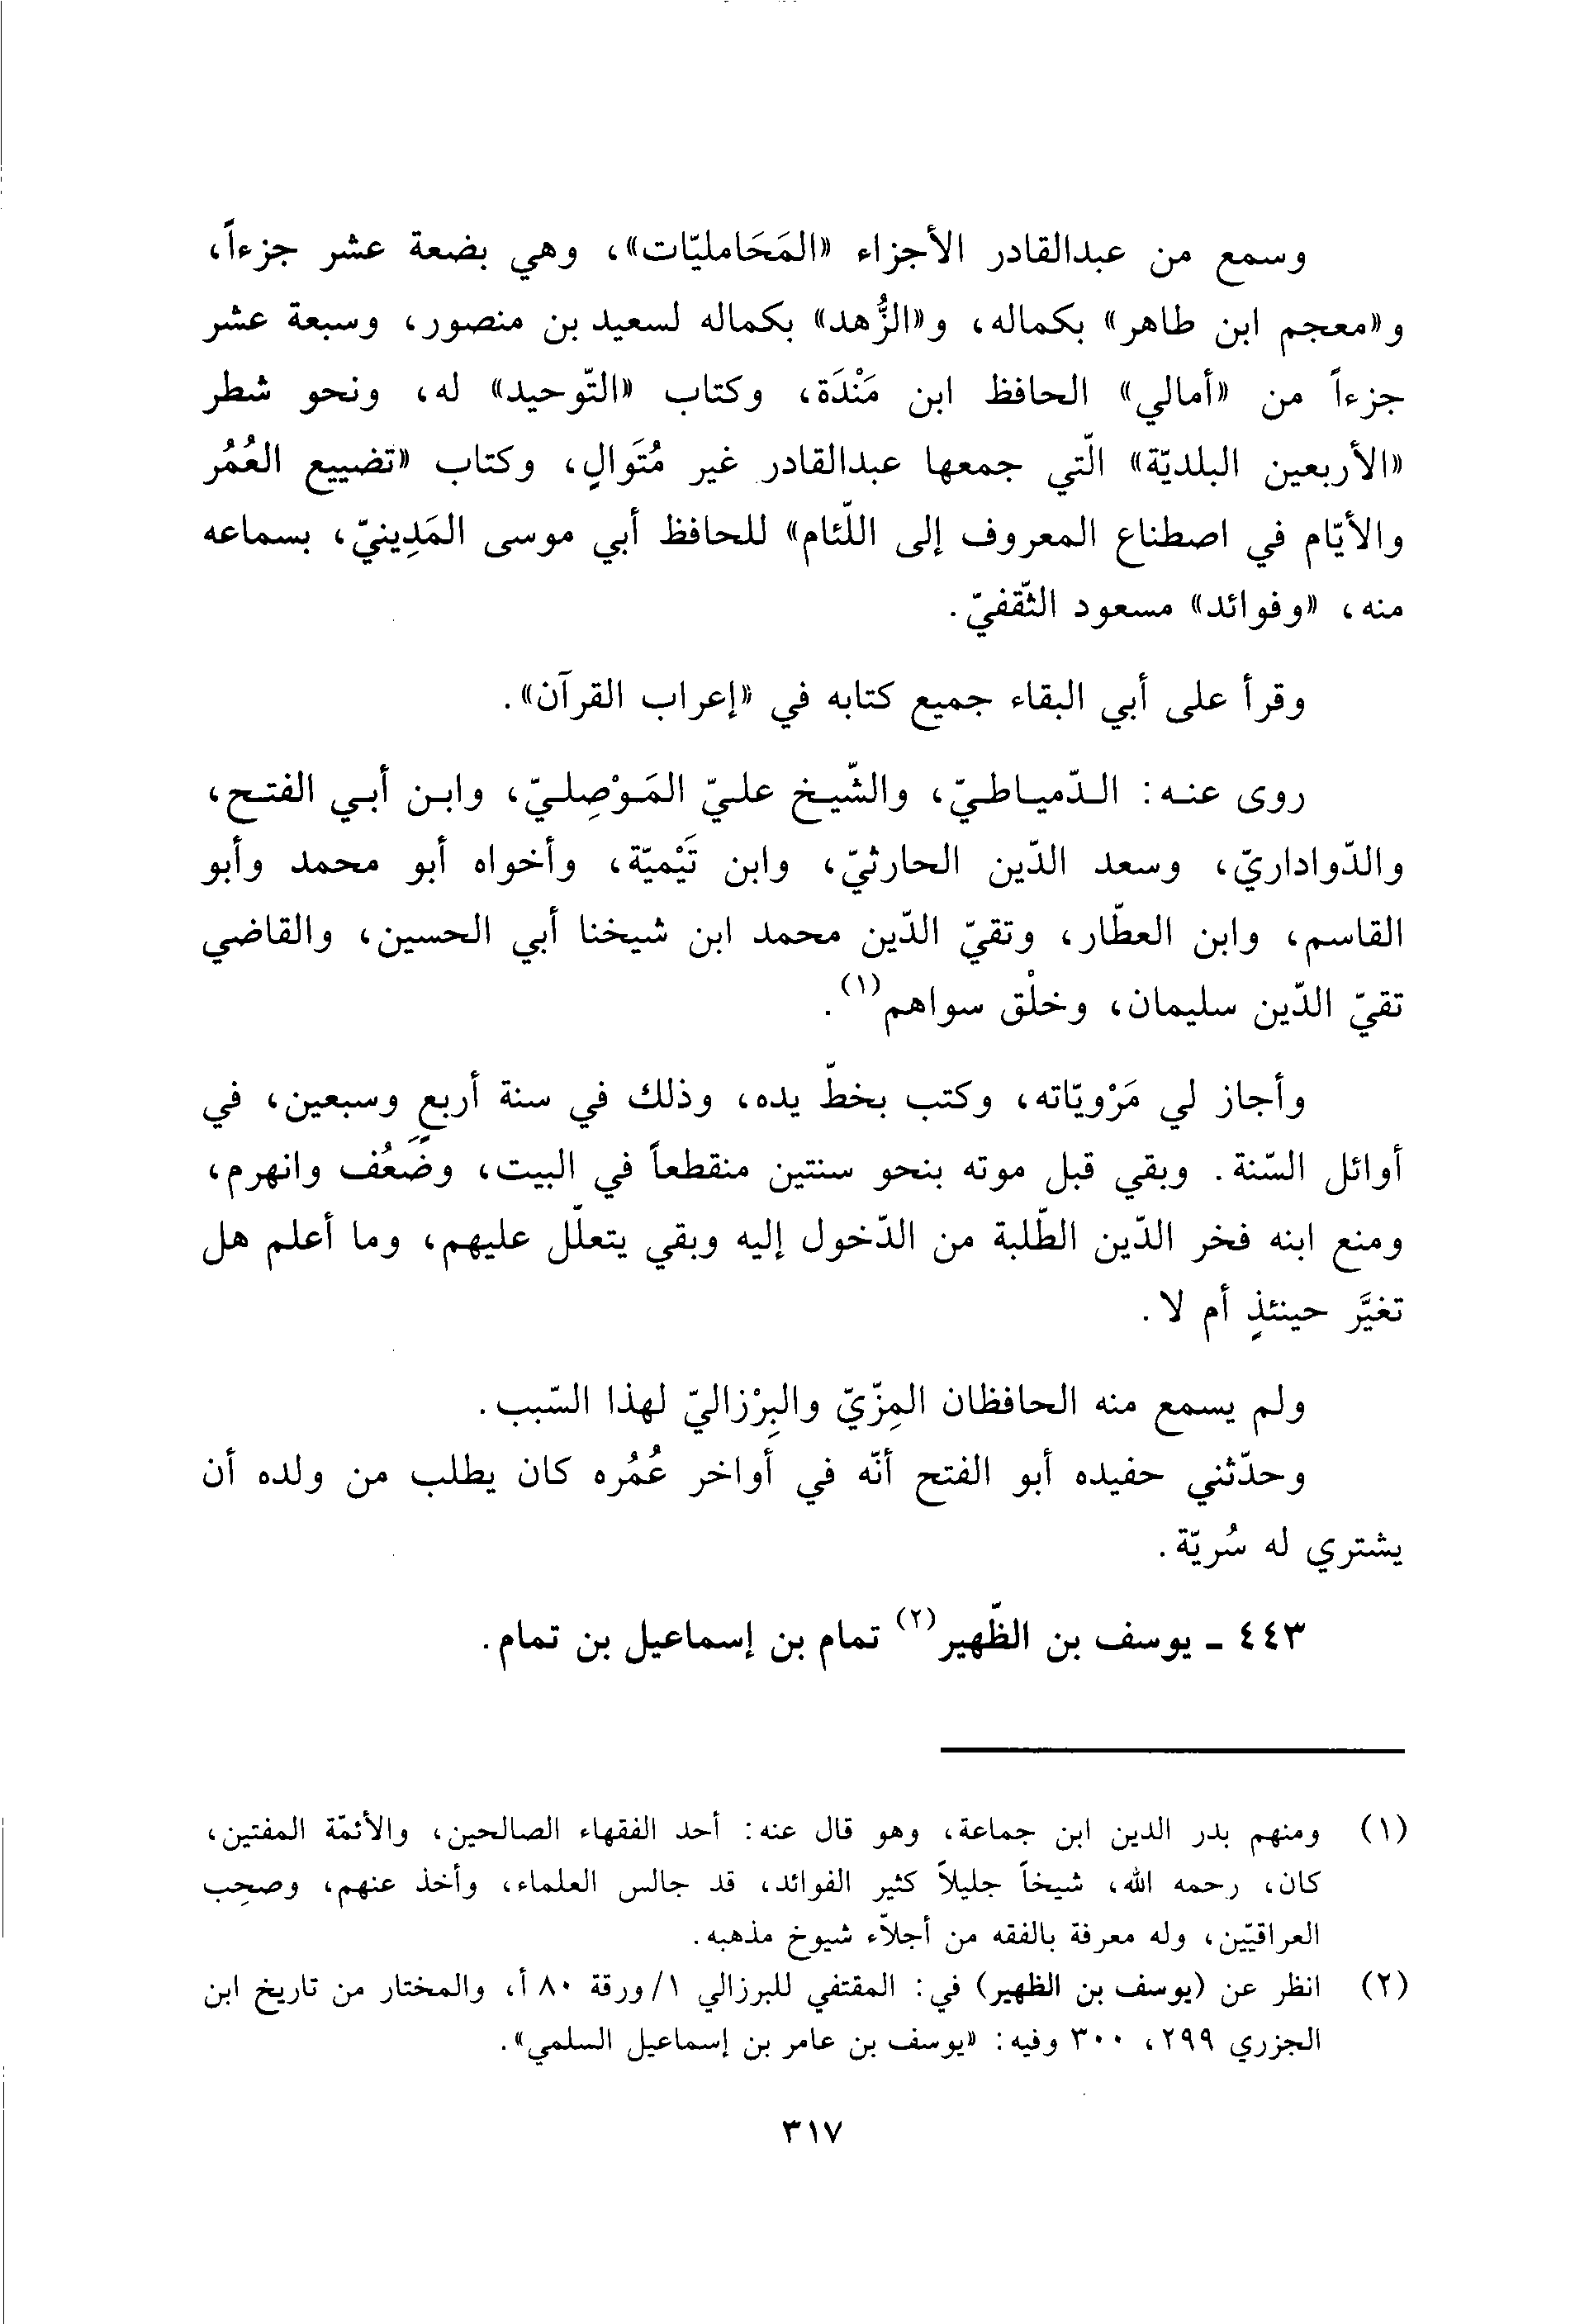 وسمع من عبدالقادر الأجزاء «المَحَامليّات»، وهي بضعة عشر جزءاً،
و«معجم ابن طاهر» بكماله، و«الزُّهد» بكماله لسعيد بن منصور، وسبعة عشر
جزءاً من «أمالي» الحافظ ابن مَنْدَة، وكتاب «التّوحيد» له، ونحو شطر
«الأربعين البلديّة» الّتي جمعها عبدالقادر غير مُتَوالٍ، وكتاب «تضييع العُمُر
والأيّام في اصطناع المعروف إلى اللّئام» للحافظ أبي موسى المَدِينيّ، بسماعه
منه، «وفوائد» مسعود الثّقفيّ.
وقرأ على أبي البقاء جميع كتابه في «إعراب القرآن».
روى عنه: الدّمياطيّ، والشّيخ عليّ المَوْصِليّ، وابن أبي الفتح،
والدّواداريّ، وسعد الدّين الحارثيّ، وابن تَيْميّة، وأخواه أبو محمد وأبو
القاسم، وابن العطّار، وتقيّ الدّين محمد ابن شيخنا أبي الحسين، والقاضي
تقيّ الدّين سليمان، وخلْق سواهم(١).
وأجاز لي مَرْويّاته، وكتب بخطّ يده، وذلك في سنة أربعٍ وسبعين، في
أوائل السّنة. وبقي قبل موته بنحو سنتين منقطعاً في البيت، وضَعُف وانهرم،
ومنع ابنه فخر الدّين الطّلبة من الدّخول إليه وبقي يتعلّل عليهم، وما أعلم هل
تغيَّر حينئذٍ أم لا.
ولم يسمع منه الحافظان المِزّيّ والبِرْزاليّ لهذا السّبب.
وحدّثني حفيده أبو الفتح أنّه في أواخر عُمُره كان يطلب من ولده أن
يشتري له سُريّة.
٤٤٣ - يوسف بن الظّهير(٢) تمام بن إسماعيل بن تمام.
(١) ومنهم بدر الدين ابن جماعة، وهو قال عنه: أحد الفقهاء الصالحين، والأئمّة المفتين،
كان، رحمه الله، شيخاً جليلاً كثير الفوائد، قد جالس العلماء، وأخذ عنهم، وصحِب
العراقيّين، وله معرفة بالفقه من أجلاّء شيوخ مذهبه.
(٢) انظر عن (يوسف بن الظهير) في: المقتفي للبرزالي ١/ورقة ٨٠ أ، والمختار من تاريخ ابن
الجزري ٢٩٩، ٣٠٠ وفيه: «يوسف بن عامر بن إسماعيل السلمي».
٣١٧